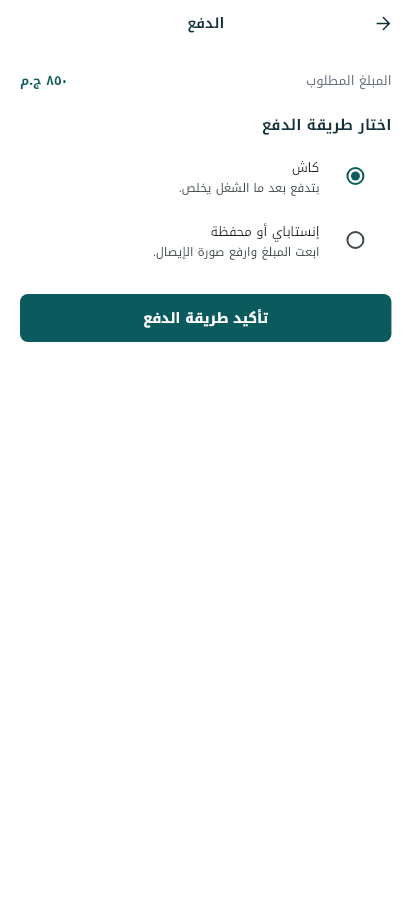 الدفع
المبلغ المطلوب
٨٥٠ ج.م
اختار طريقة الدفع
كاش
بتدفع بعد ما الشغل يخلص.
إنستاباي أو محفظة
ابعت المبلغ وارفع صورة الإيصال.
تأكيد طريقة الدفع